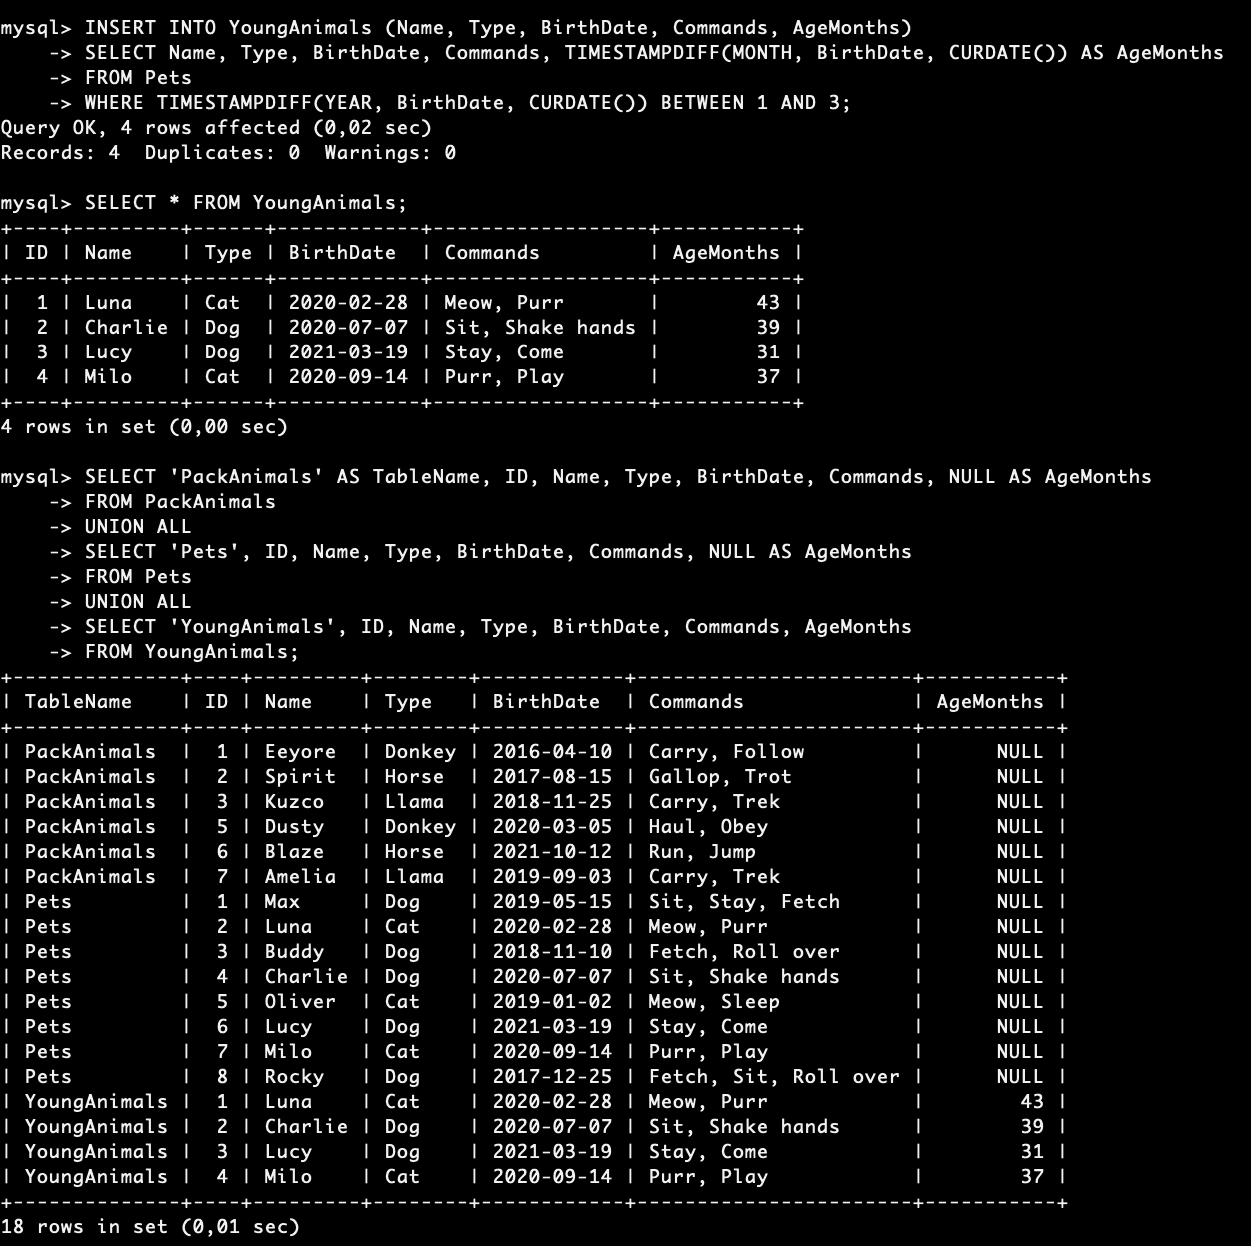 mysql> INSERT INTO YoungAnimals (Name, Type, BirthDate, Commands, AgeMonths)
    -> SELECT Name, Type, BirthDate, Commands, TIMESTAMPDIFF(MONTH, BirthDate, CURDATE()) AS AgeMonths
    -> FROM Pets
    -> WHERE TIMESTAMPDIFF(YEAR, BirthDate, CURDATE()) BETWEEN 1 AND 3;
Query OK, 4 rows affected (0,02 sec)
Records: 4  Duplicates: 0  Warnings: 0

mysql> SELECT * FROM YoungAnimals;
+----+---------+------+------------+------------------+-----------+
| ID | Name    | Type | BirthDate  | Commands         | AgeMonths |
+----+---------+------+------------+------------------+-----------+
|  1 | Luna    | Cat  | 2020-02-28 | Meow, Purr       |        43 |
|  2 | Charlie | Dog  | 2020-07-07 | Sit, Shake hands |        39 |
|  3 | Lucy    | Dog  | 2021-03-19 | Stay, Come       |        31 |
|  4 | Milo    | Cat  | 2020-09-14 | Purr, Play       |        37 |
+----+---------+------+------------+------------------+-----------+
4 rows in set (0,00 sec)

mysql> SELECT 'PackAnimals' AS TableName, ID, Name, Type, BirthDate, Commands, NULL AS AgeMonths
    -> FROM PackAnimals
    -> UNION ALL
    -> SELECT 'Pets', ID, Name, Type, BirthDate, Commands, NULL AS AgeMonths
    -> FROM Pets
    -> UNION ALL
    -> SELECT 'YoungAnimals', ID, Name, Type, BirthDate, Commands, AgeMonths
    -> FROM YoungAnimals;
+--------------+----+---------+--------+------------+-----------------------+-----------+
| TableName    | ID | Name    | Type   | BirthDate  | Commands              | AgeMonths |
+--------------+----+---------+--------+------------+-----------------------+-----------+
| PackAnimals  |  1 | Eeyore  | Donkey | 2016-04-10 | Carry, Follow         |      NULL |
| PackAnimals  |  2 | Spirit  | Horse  | 2017-08-15 | Gallop, Trot          |      NULL |
| PackAnimals  |  3 | Kuzco   | Llama  | 2018-11-25 | Carry, Trek           |      NULL |
| PackAnimals  |  5 | Dusty   | Donkey | 2020-03-05 | Haul, Obey            |      NULL |
| PackAnimals  |  6 | Blaze   | Horse  | 2021-10-12 | Run, Jump             |      NULL |
| PackAnimals  |  7 | Amelia  | Llama  | 2019-09-03 | Carry, Trek           |      NULL |
| Pets         |  1 | Max     | Dog    | 2019-05-15 | Sit, Stay, Fetch      |      NULL |
| Pets         |  2 | Luna    | Cat    | 2020-02-28 | Meow, Purr            |      NULL |
| Pets         |  3 | Buddy   | Dog    | 2018-11-10 | Fetch, Roll over      |      NULL |
| Pets         |  4 | Charlie | Dog    | 2020-07-07 | Sit, Shake hands      |      NULL |
| Pets         |  5 | Oliver  | Cat    | 2019-01-02 | Meow, Sleep           |      NULL |
| Pets         |  6 | Lucy    | Dog    | 2021-03-19 | Stay, Come            |      NULL |
| Pets         |  7 | Milo    | Cat    | 2020-09-14 | Purr, Play            |      NULL |
| Pets         |  8 | Rocky   | Dog    | 2017-12-25 | Fetch, Sit, Roll over |      NULL |
| YoungAnimals |  1 | Luna    | Cat    | 2020-02-28 | Meow, Purr            |        43 |
| YoungAnimals |  2 | Charlie | Dog    | 2020-07-07 | Sit, Shake hands      |        39 |
| YoungAnimals |  3 | Lucy    | Dog    | 2021-03-19 | Stay, Come            |        31 |
| YoungAnimals |  4 | Milo    | Cat    | 2020-09-14 | Purr, Play            |        37 |
+--------------+----+---------+--------+------------+-----------------------+-----------+
18 rows in set (0,01 sec)